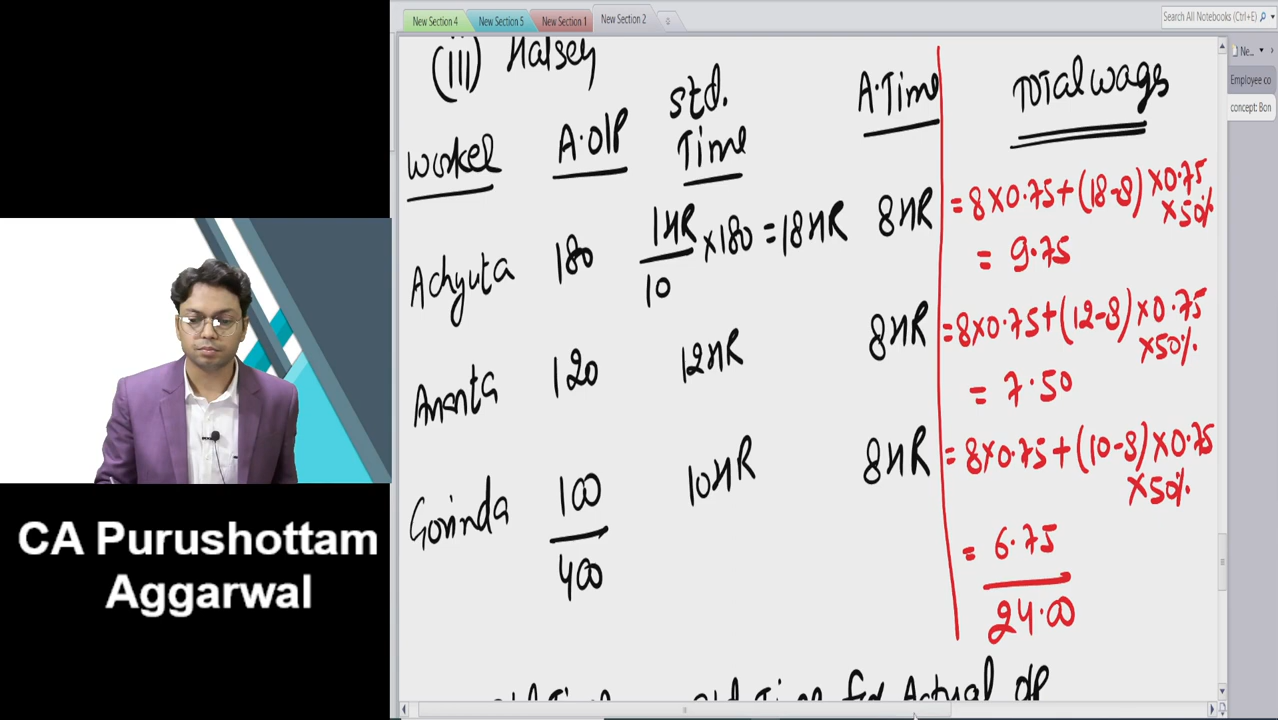 New Section 4
New Section 5
New Section 1
New Section 2
Search All Notebooks (Ctrl+E)
Ne...
Employee co
concept: Bon
(iii) Halsey
Worker
A.O/P
Std. Time
A.Time
Total wages
Achyuta 180 1HR/10 ×180 = 18HR 8HR = 8×0.75+(18-8)×0.75×50%
= 9.75
Ananta 120 12HR 8HR = 8×0.75+(12-8)×0.75×50%
= 7.50
Govinda 100 10HR 8HR = 8×0.75+(10-8)×0.75×50%
= 6.75
400
24.00
CA Purushottam
Aggarwal